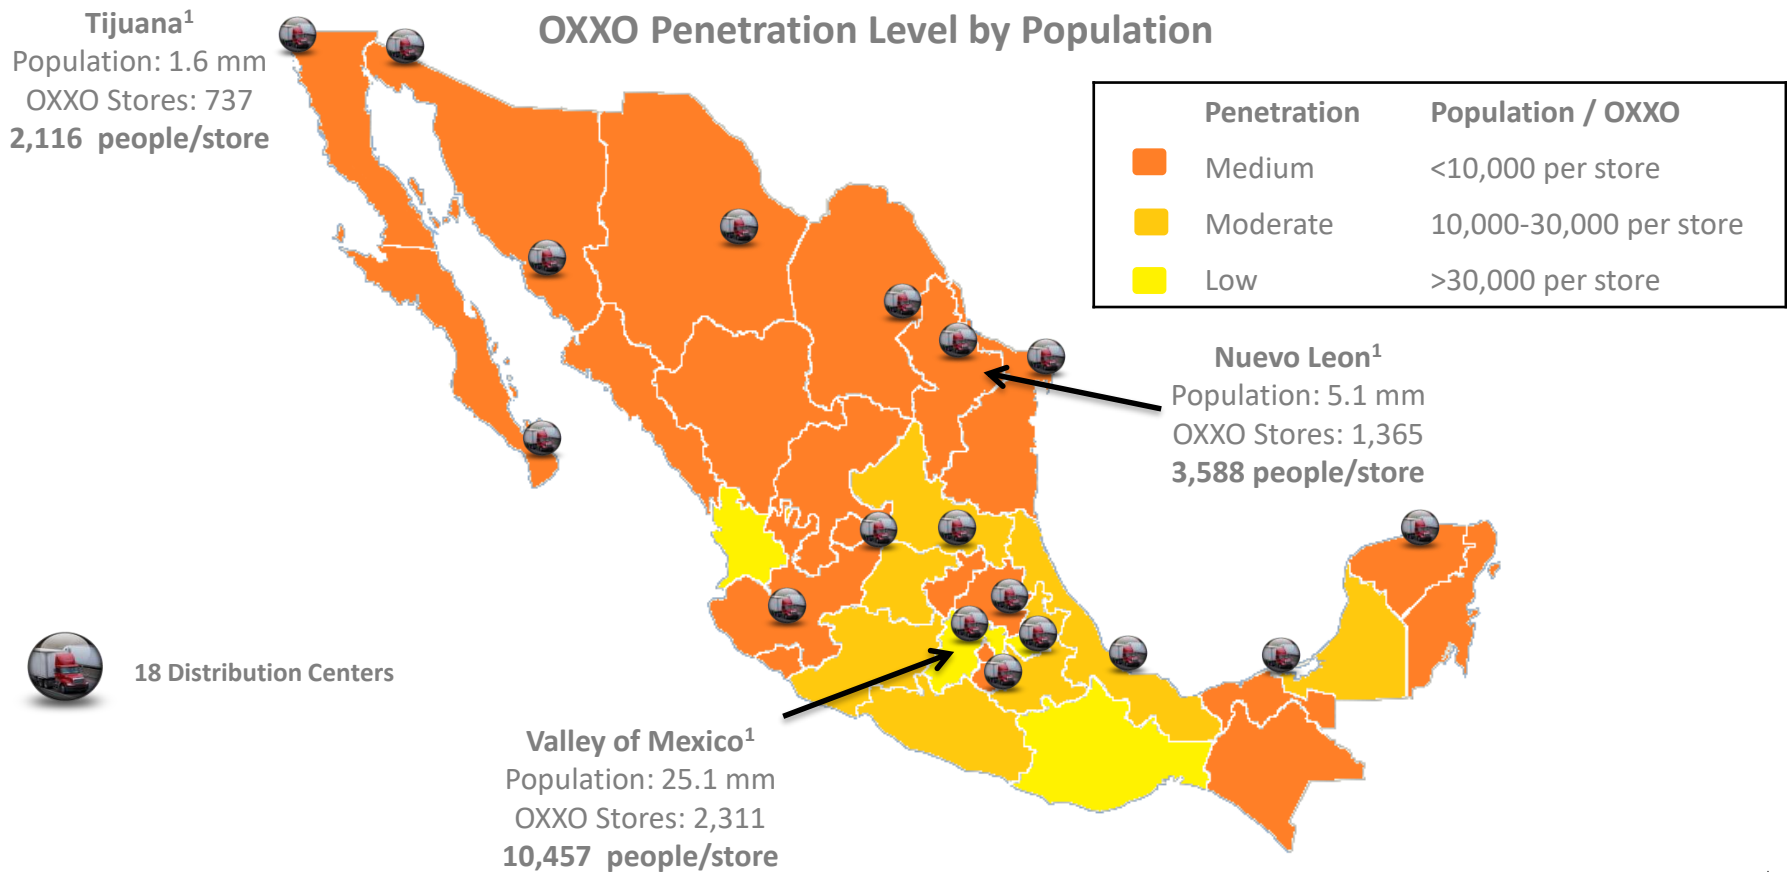 OXXO Penetration Level by Population
Tijuana¹
Population: 1.6 mm
OXXO Stores: 737
2,116 people/store
Penetration Population / OXXO
Medium <10,000 per store
Moderate 10,000-30,000 per store
Low >30,000 per store
Nuevo Leon¹
Population: 5.1 mm
OXXO Stores: 1,365
3,588 people/store
18 Distribution Centers
Valley of Mexico¹
Population: 25.1 mm
OXXO Stores: 2,311
10,457 people/store